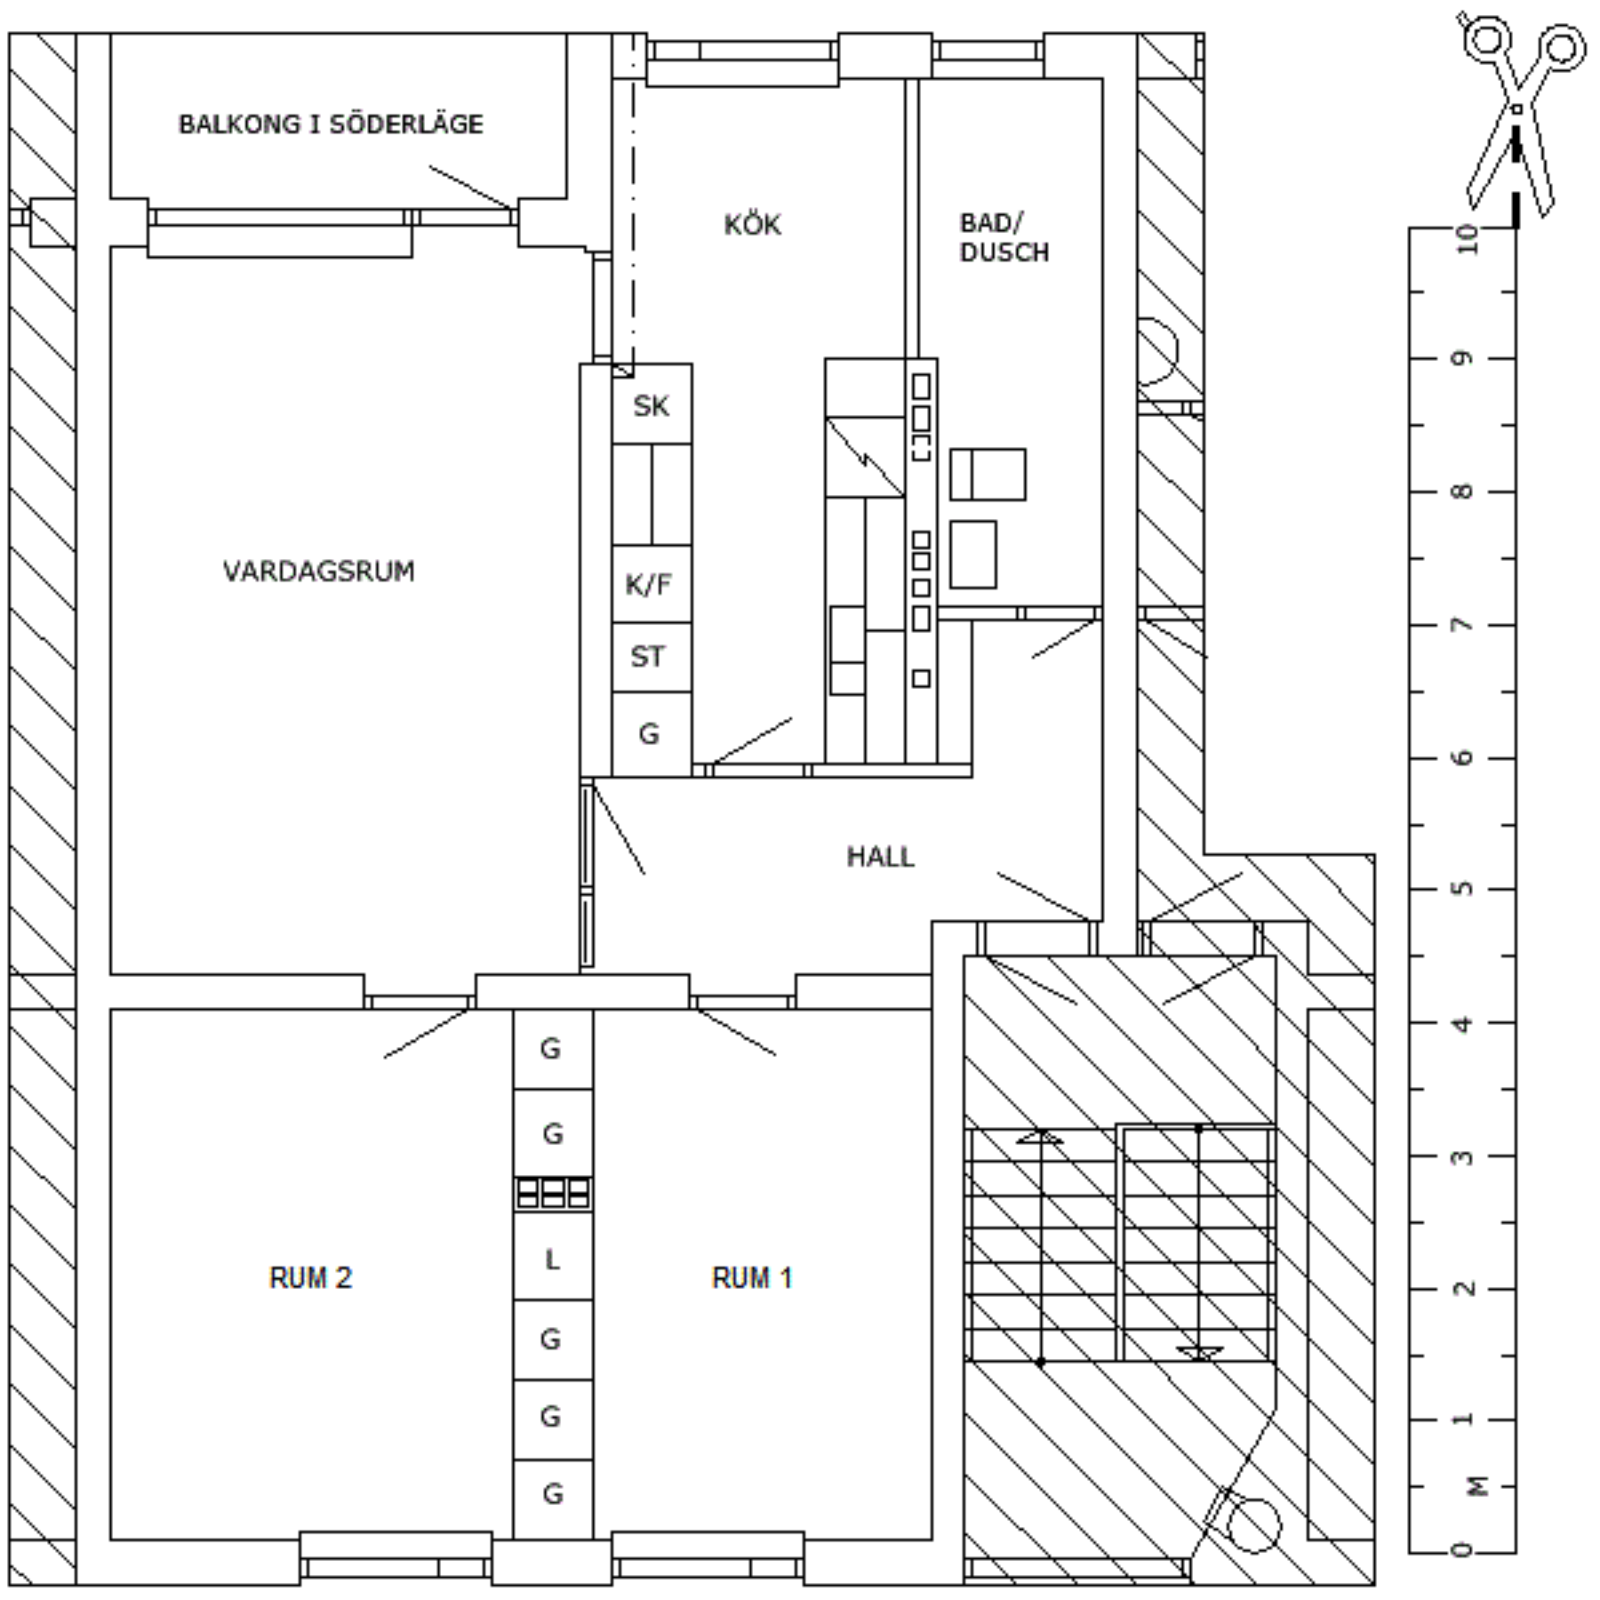 BALKONG I SÖDERLÄGE
KÖK
BAD/
DUSCH
SK
VARDAGSRUM
K/F
ST
G
HALL
G
G
L
RUM 2
RUM 1
G
G
G
10
9
8
7
6
5
4
3
2
1
M
0